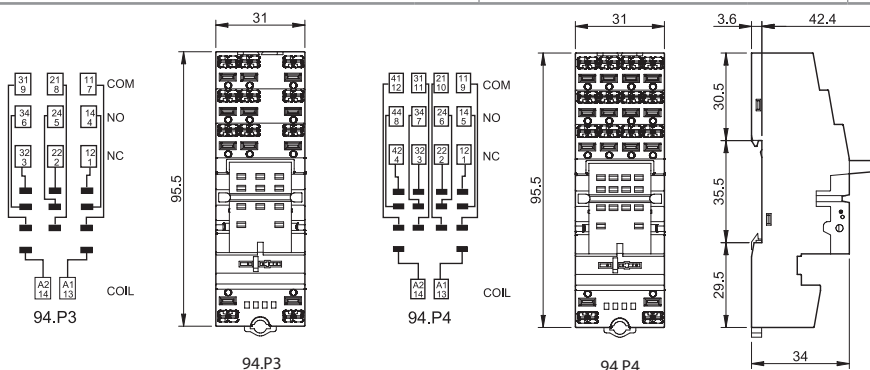 31
31
3.6 42.4
31 21 11
9 8 7
COM
34 24 14
6 5 4
NO
32 22 12
3 2 1
NC
A2 A1
14 13
COIL
94.P3
95.5
94.P3
41 31 21 11
12 11 10 9
COM
44 34 24 14
8 7 6 5
NO
42 32 22 12
4 3 2 1
NC
A2 A1
14 13
COIL
94.P4
95.5
94.P4
30.5
35.5
29.5
34